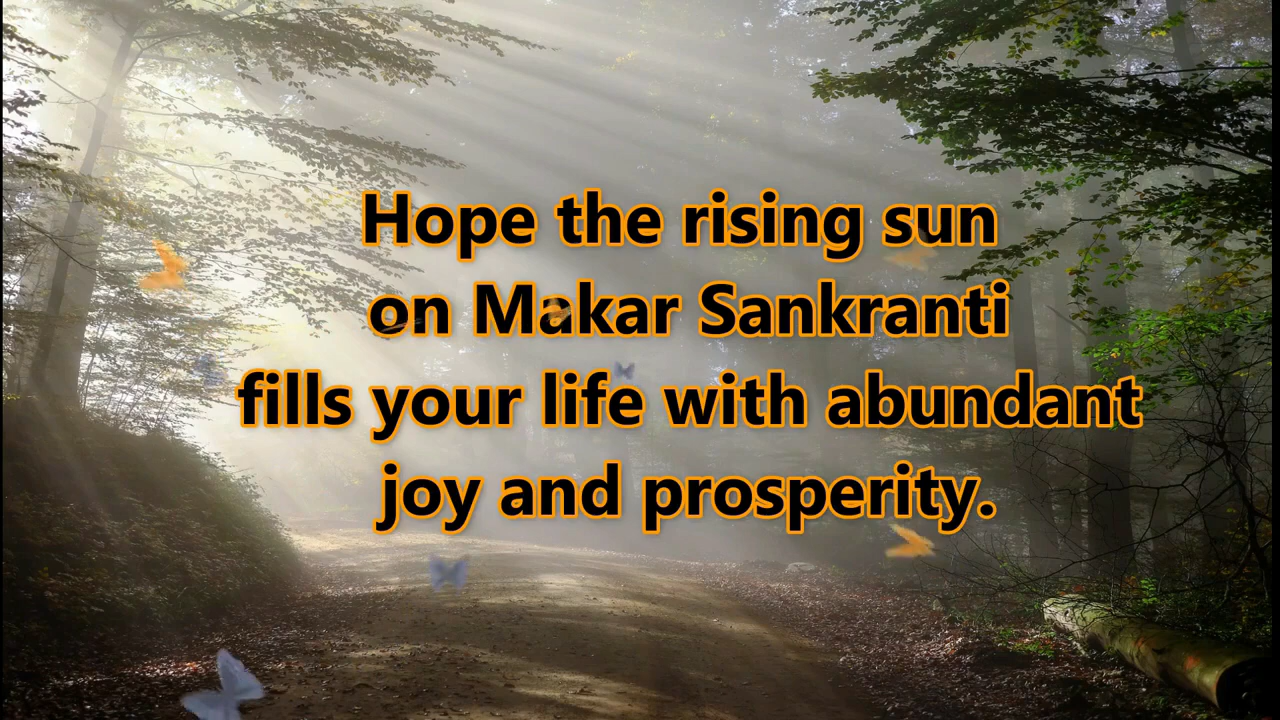 Hope the rising sun
on Makar Sankranti
fills your life with abundant
joy and prosperity.